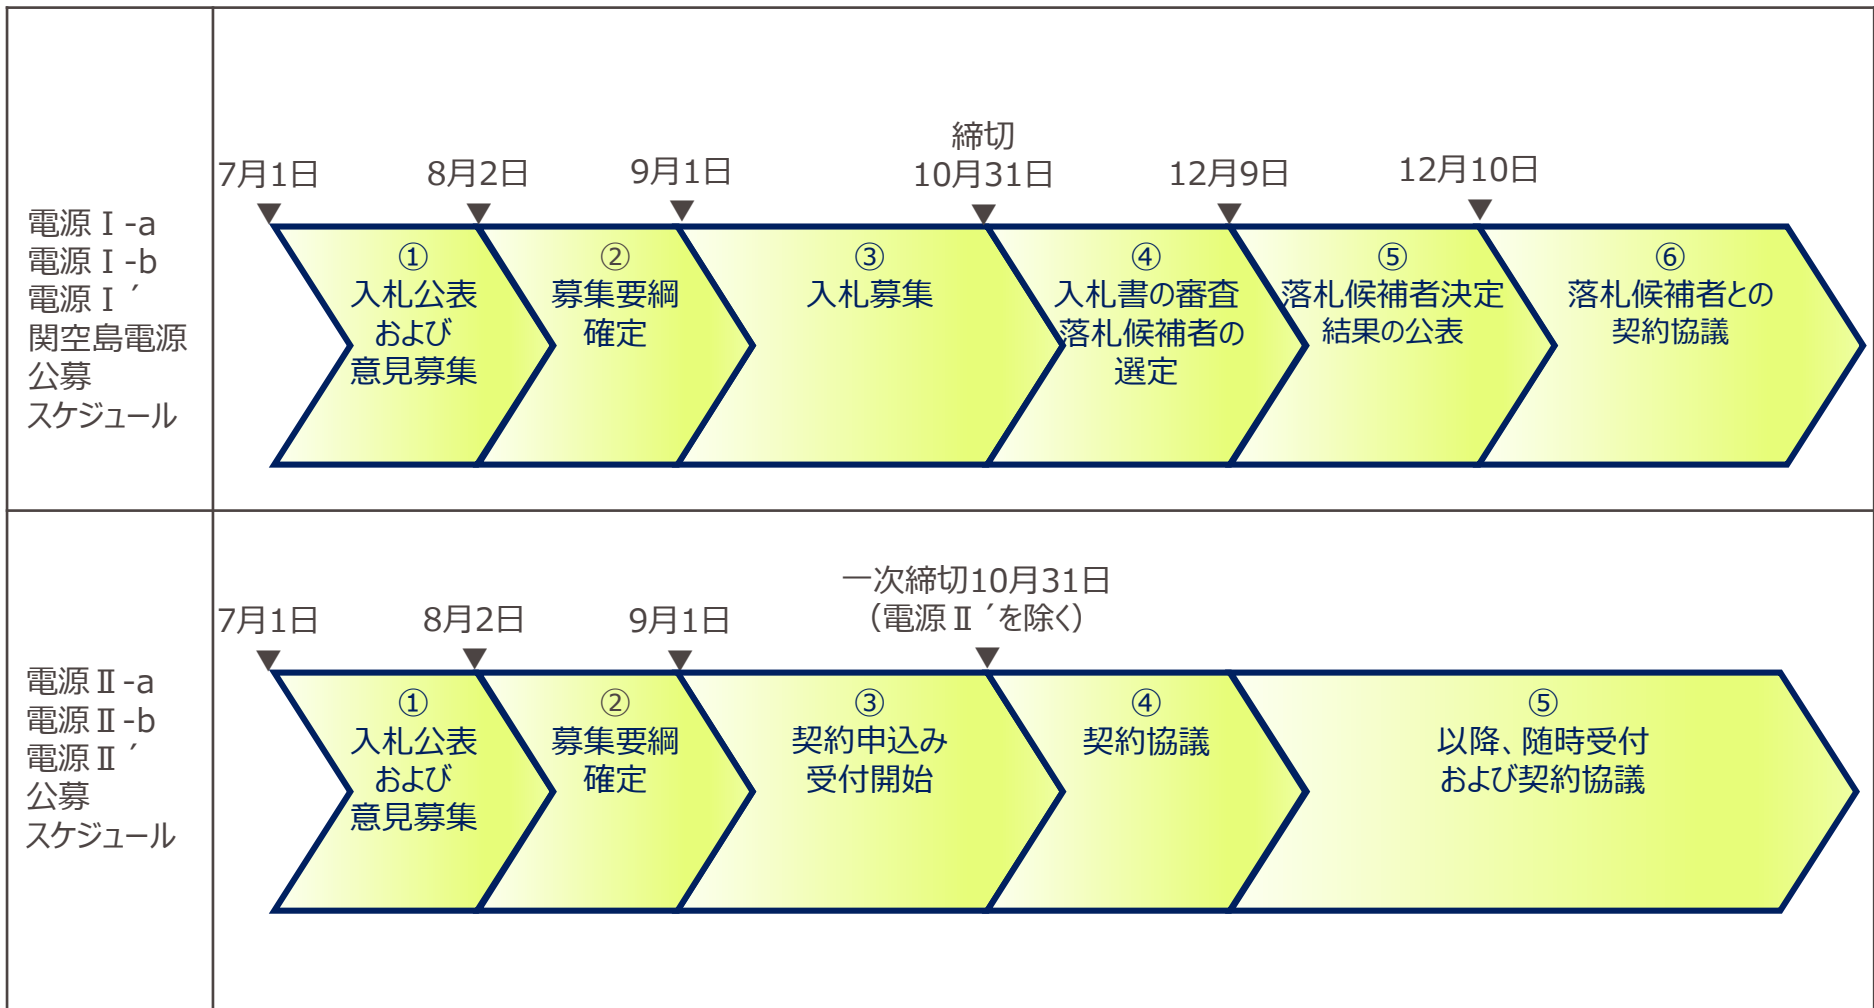 電源Ⅰ-a
電源Ⅰ-b
電源Ⅰ´
関空島電源
公募
スケジュール
7月1日
8月2日
9月1日
締切
10月31日
12月9日
12月10日
①
入札公表
および
意見募集
②
募集要綱
確定
③
入札募集
④
入札書の審査
落札候補者の
選定
⑤
落札候補者決定
結果の公表
⑥
落札候補者との
契約協議
電源Ⅱ-a
電源Ⅱ-b
電源Ⅱ´
公募
スケジュール
7月1日
8月2日
9月1日
一次締切10月31日
（電源Ⅱ´を除く）
①
入札公表
および
意見募集
②
募集要綱
確定
③
契約申込み
受付開始
④
契約協議
⑤
以降、随時受付
および契約協議